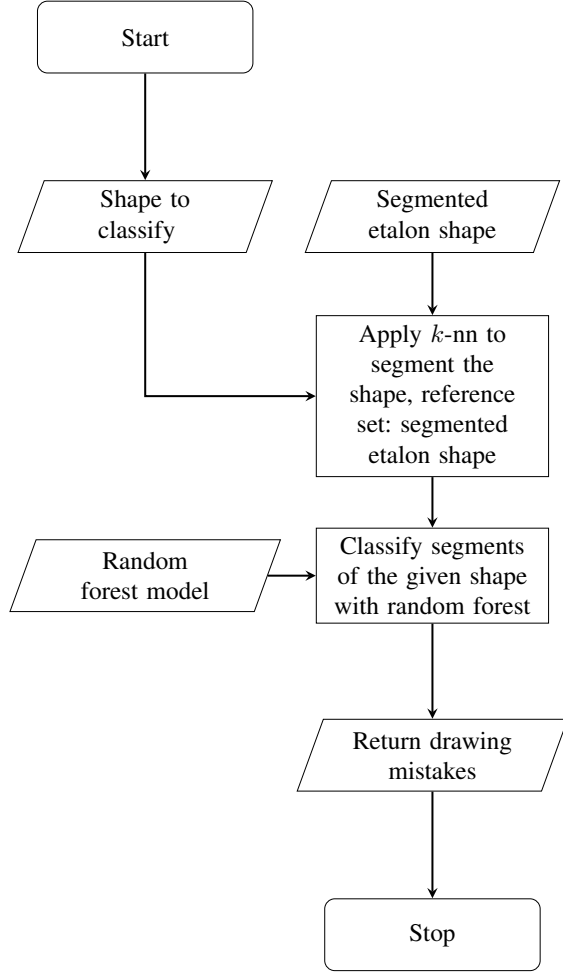 Start
Shape to
classify
Segmented
etalon shape
Apply k-nn to
segment the
shape, reference
set: segmented
etalon shape
Random
forest model
Classify segments
of the given shape
with random forest
Return drawing
mistakes
Stop